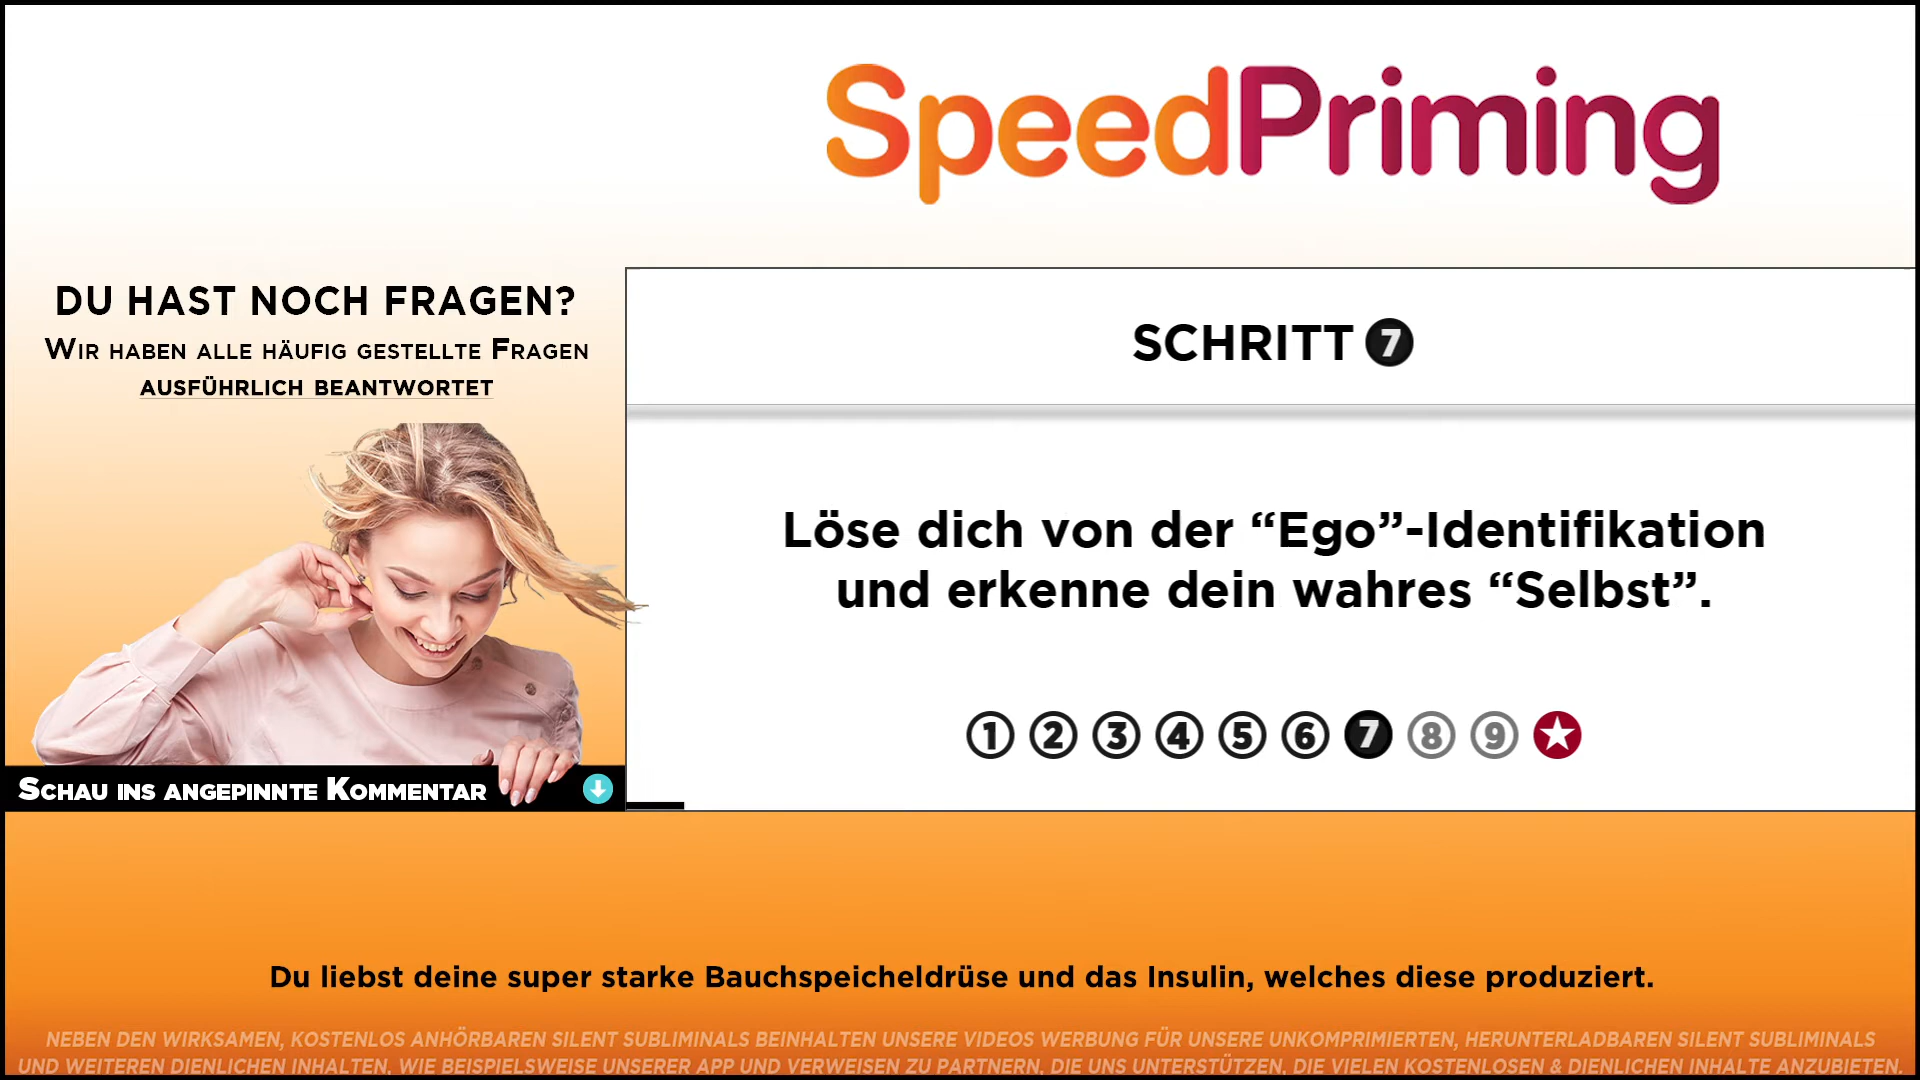 SpeedPriming
DU HAST NOCH FRAGEN?
WIR HABEN ALLE HÄUFIG GESTELLTE FRAGEN
AUSFÜHRLICH BEANTWORTET
SCHAU INS ANGEPINNTE KOMMENTAR
SCHRITT 7
Löse dich von der “Ego”-Identifikation
und erkenne dein wahres “Selbst”.
1 2 3 4 5 6 7 8 9
Du liebst deine super starke Bauchspeicheldrüse und das Insulin, welches diese produziert.
NEBEN DEN WIRKSAMEN, KOSTENLOS ANHÖRBAREN SILENT SUBLIMINALS BEINHALTEN UNSERE VIDEOS WERBUNG FÜR UNSERE UNKOMPRIMIERTEN, HERUNTERLADBAREN SILENT SUBLIMINALS
UND WEITEREN DIENLICHEN INHALTEN, WIE BEISPIELSWEISE UNSERER APP UND VERWEISEN ZU PARTNERN, DIE UNS UNTERSTÜTZEN, DIE VIELEN KOSTENLOSEN & DIENLICHEN INHALTE ANZUBIETEN.